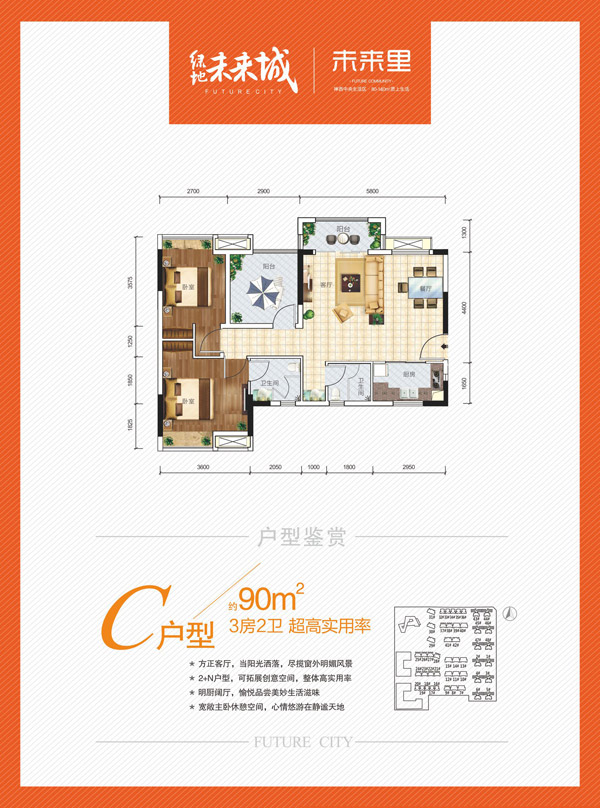 绿地未来城
FUTURECITY
未来里
FUTURE COMMUNITY
2700 2900 5800
阳台
1300
3575
卧室
阳台
客厅
餐厅
4400
1250
1850
卧室
卫生间
卫生间
厨房
1650
1625
3600 2050 1000 1800 2950
户型鉴赏
C户型
约90m²
3房2卫 超高实用率
★ 方正客厅，当阳光洒落，尽揽窗外明媚风景
★ 2+N户型，可拓展创意空间，整体高实用率
★ 明厨阔厅，愉悦品尝美妙生活滋味
★ 宽敞主卧休憩空间，心情悠游在静谧天地
FUTURE CITY